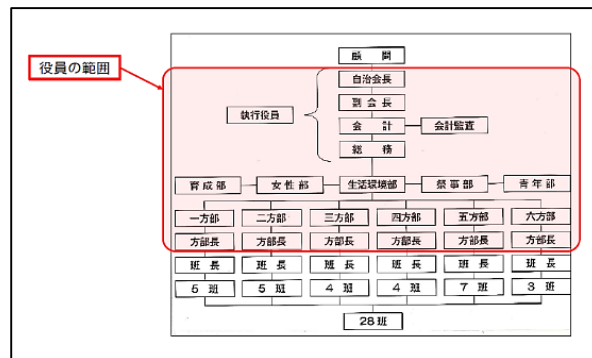 顧 問
役員の範囲
自治会長
副会長
執行役員
会 計 会計監査
総 務
育成部 女性部 生活環境部 祭事部 青年部
一方部 二方部 三方部 四方部 五方部 六方部
方部長 方部長 方部長 方部長 方部長 方部長
班 長 班 長 班 長 班 長 班 長 班 長
5 班 5 班 4 班 4 班 7 班 3 班
28班